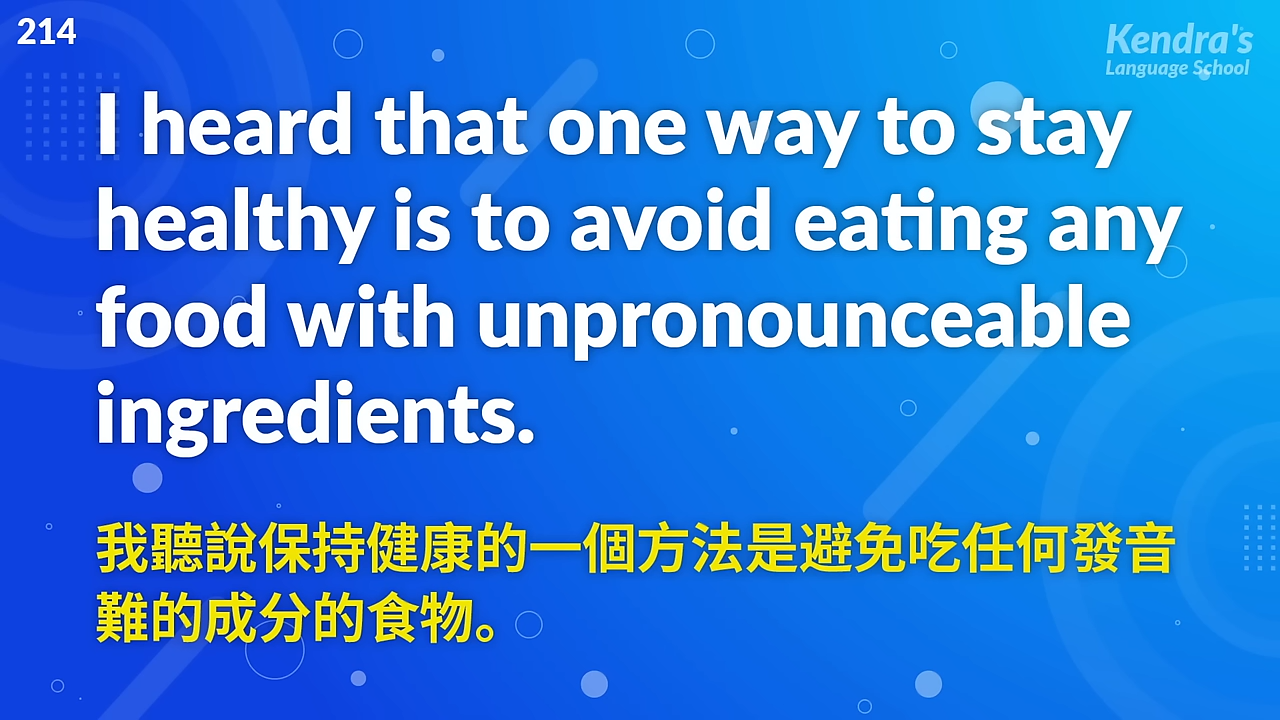 214
Kendra's
Language School
I heard that one way to stay
healthy is to avoid eating any
food with unpronounceable
ingredients.
我聽說保持健康的一個方法是避免吃任何發音
難的成分的食物。